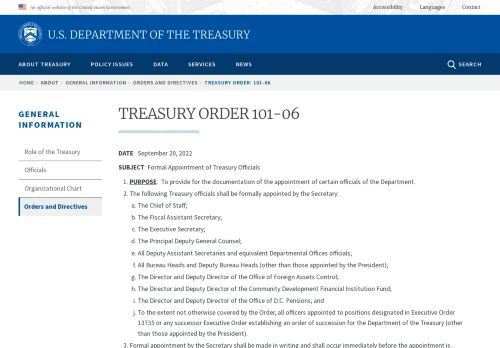 An official website of the United States Government
Accessibility Languages Contact
U.S. DEPARTMENT OF THE TREASURY
ABOUT TREASURY POLICY ISSUES DATA SERVICES NEWS SEARCH
HOME › ABOUT › GENERAL INFORMATION › ORDERS AND DIRECTIVES › TREASURY ORDER: 101-06
GENERAL
INFORMATION
Role of the Treasury
Officials
Organizational Chart
Orders and Directives
TREASURY ORDER 101-06
DATE: September 20, 2022
SUBJECT: Formal Appointment of Treasury Officials
1. PURPOSE. To provide for the documentation of the appointment of certain officials of the Department.
2. The following Treasury officials shall be formally appointed by the Secretary:
a. The Chief of Staff;
b. The Fiscal Assistant Secretary;
c. The Executive Secretary;
d. The Principal Deputy General Counsel;
e. All Deputy Assistant Secretaries and equivalent Departmental Offices officials;
f. All Bureau Heads and Deputy Bureau Heads (other than those appointed by the President);
g. The Director and Deputy Director of the Office of Foreign Assets Control;
h. The Director and Deputy Director of the Community Development Financial Institution Fund;
i. The Director and Deputy Director of the Office of D.C. Pensions; and
j. To the extent not otherwise covered by the Order, all officers appointed to positions designated in Executive Order
13735 or any successor Executive Order establishing an order of succession for the Department of the Treasury (other
than those appointed by the President).
3. Formal appointment by the Secretary shall be made in writing and shall occur immediately before the appointment is